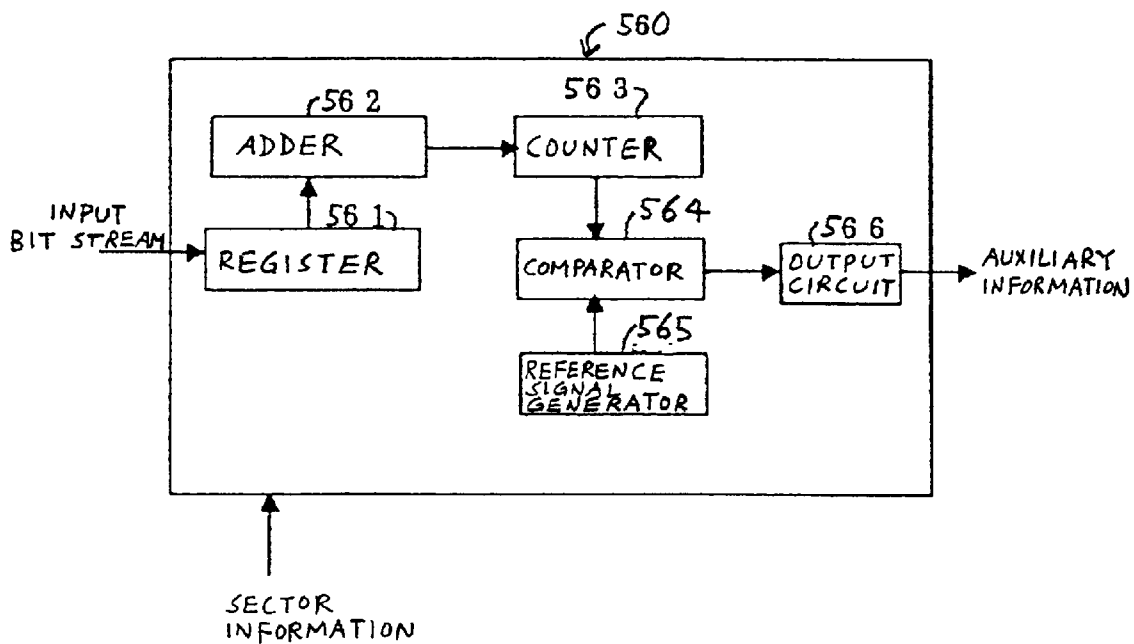 560
562
ADDER
563
COUNTER
INPUT
BIT STREAM
561
REGISTER
564
COMPARATOR
566
OUTPUT
CIRCUIT
AUXILIARY
INFORMATION
565
REFERENCE
SIGNAL
GENERATOR
SECTOR
INFORMATION